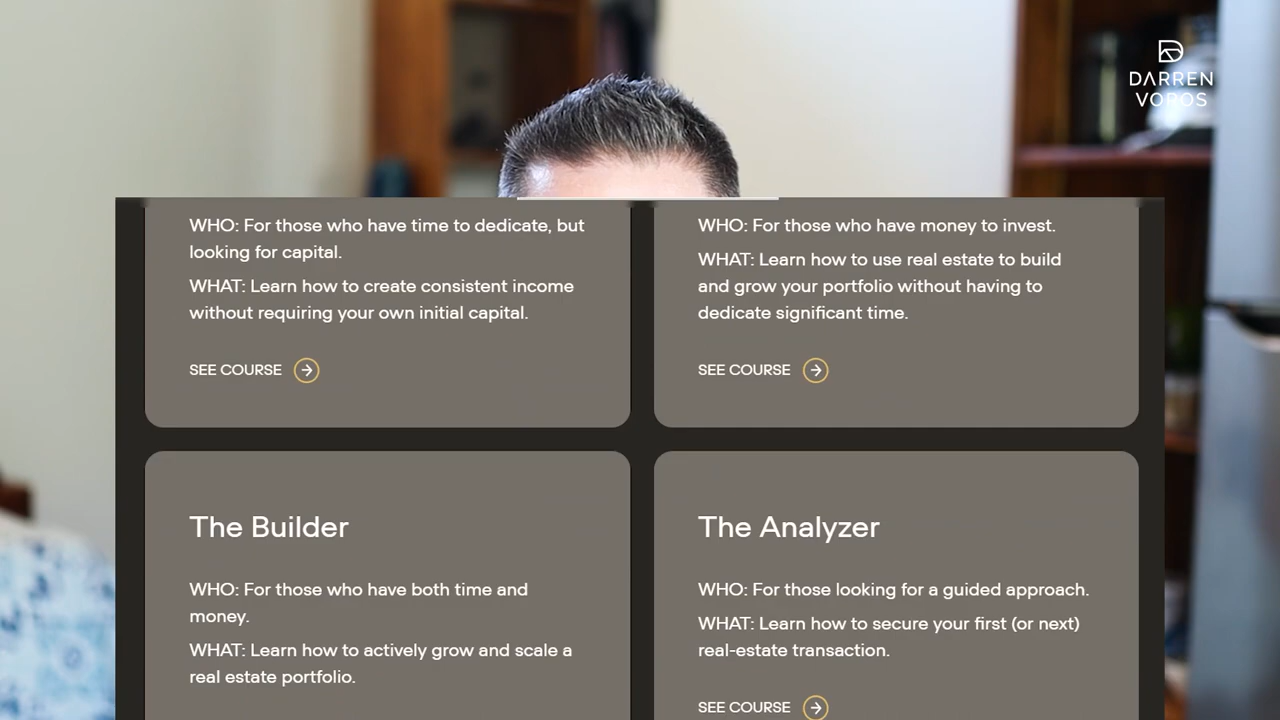 DARREN
VOROS
WHO: For those who have time to dedicate, but
looking for capital.
WHAT: Learn how to create consistent income
without requiring your own initial capital.
SEE COURSE
WHO: For those who have money to invest.
WHAT: Learn how to use real estate to build
and grow your portfolio without having to
dedicate significant time.
SEE COURSE
The Builder
WHO: For those who have both time and
money.
WHAT: Learn how to actively grow and scale a
real estate portfolio.
The Analyzer
WHO: For those looking for a guided approach.
WHAT: Learn how to secure your first (or next)
real-estate transaction.
SEE COURSE